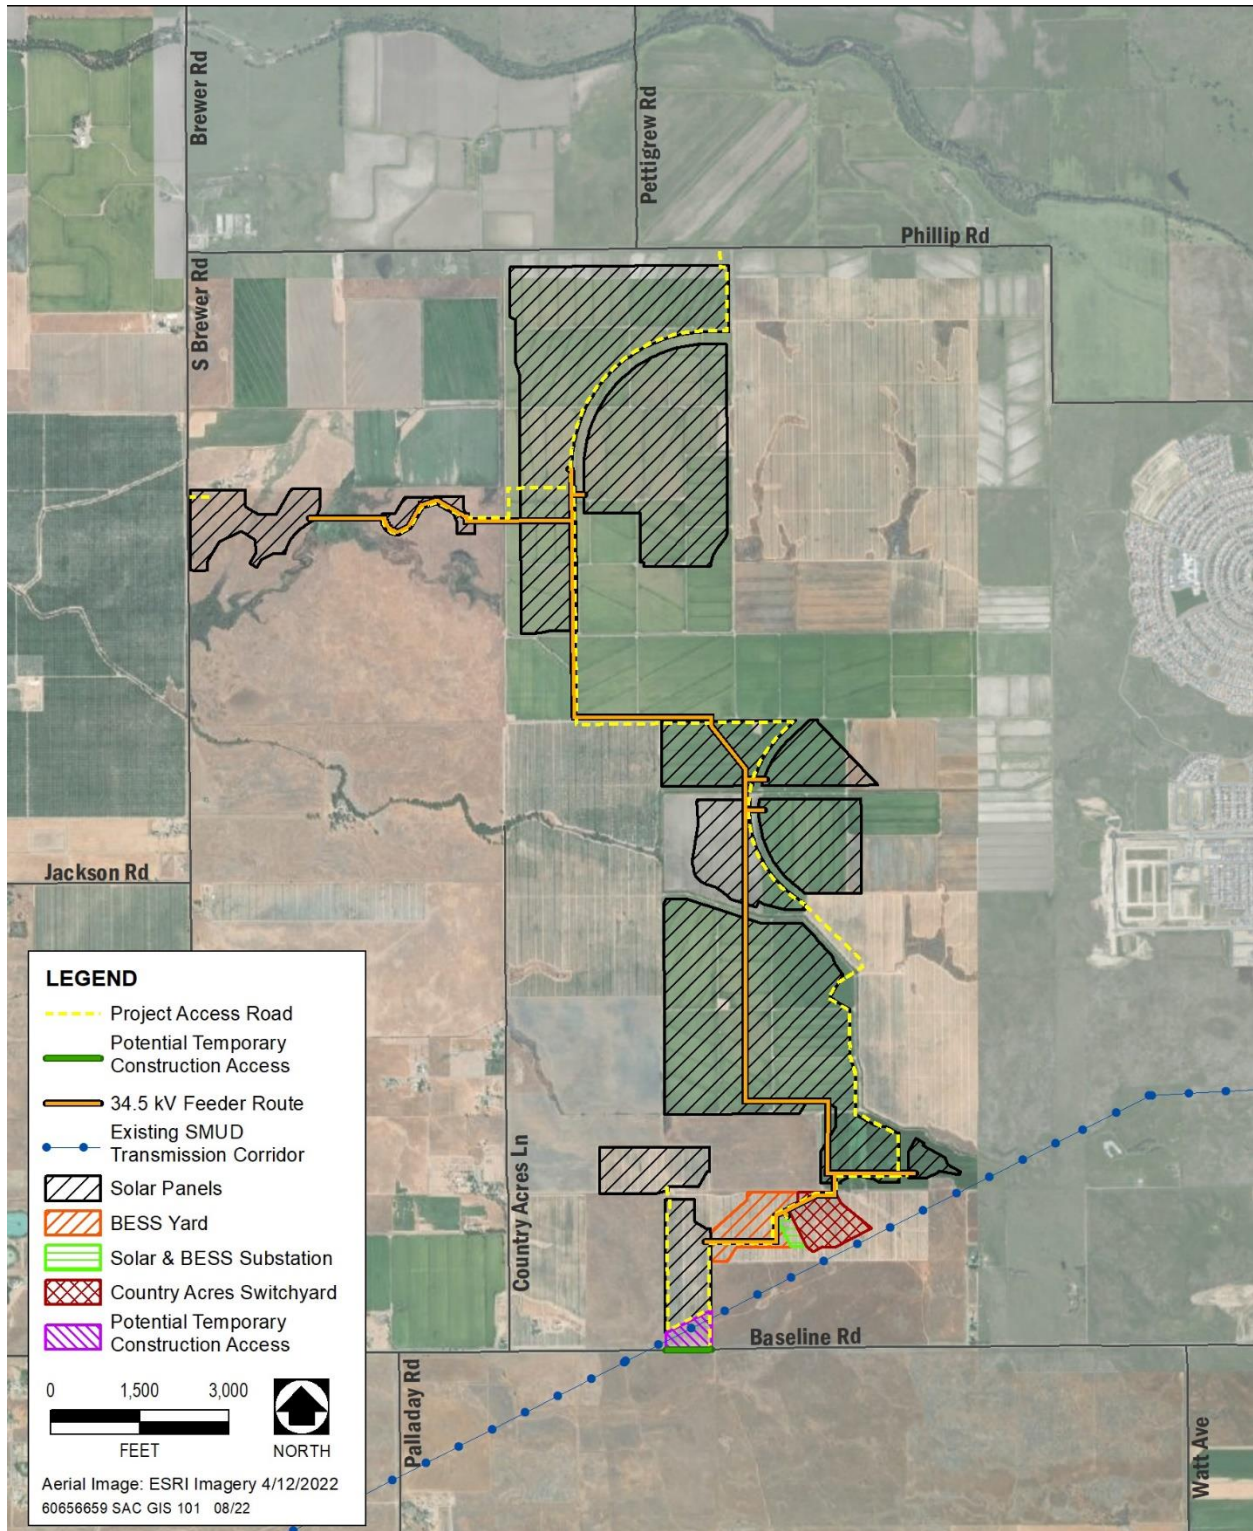 Brewer Rd
Pettigrew Rd
Phillip Rd
S Brewer Rd
Jackson Rd
Country Acres Ln
Baseline Rd
Palladay Rd
Watt Ave
LEGEND
Project Access Road
Potential Temporary
Construction Access
34.5 kV Feeder Route
Existing SMUD
Transmission Corridor
Solar Panels
BESS Yard
Solar & BESS Substation
Country Acres Switchyard
Potential Temporary
Construction Access
0 1,500 3,000
FEET
NORTH
Aerial Image: ESRI Imagery 4/12/2022
60656659 SAC GIS 101 08/22